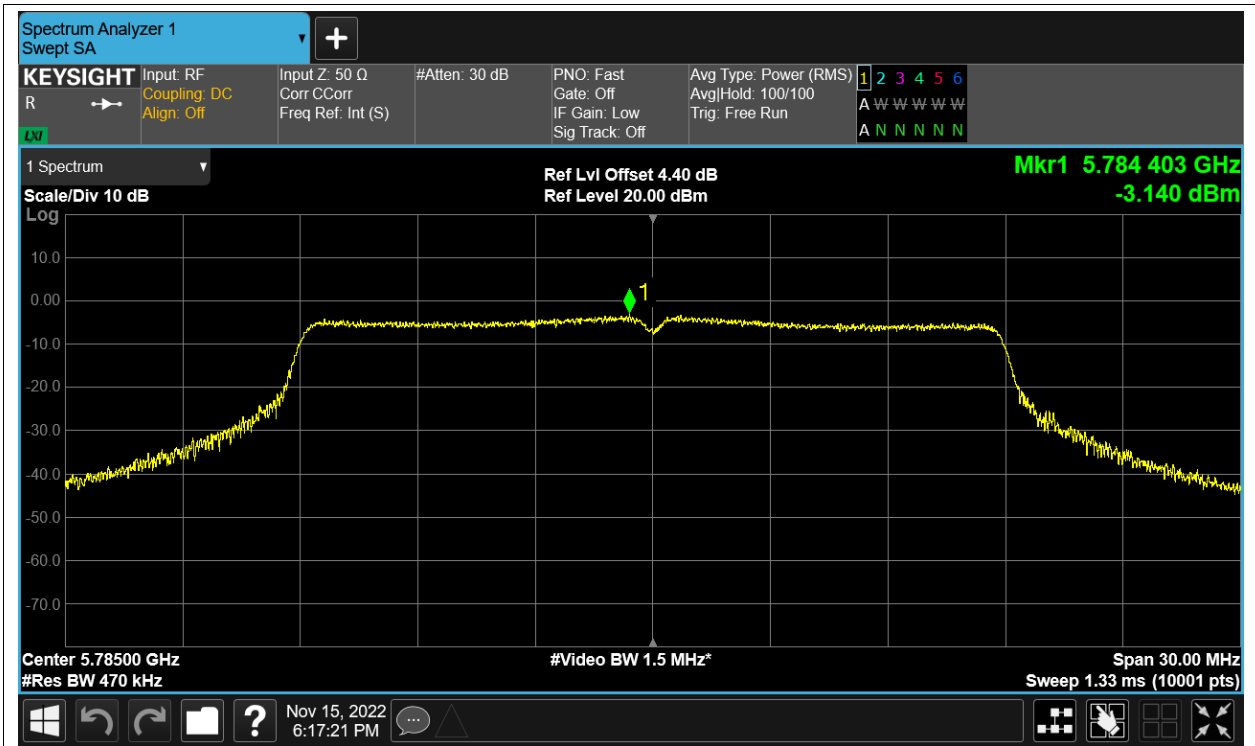 Spectrum Analyzer 1
Swept SA
KEYSIGHT
R
LXI
Input: RF
Coupling: DC
Align: Off
Input Z: 50 Ω
Corr CCorr
Freq Ref: Int (S)
#Atten: 30 dB
PNO: Fast
Gate: Off
IF Gain: Low
Sig Track: Off
Avg Type: Power (RMS)
Avg|Hold: 100/100
Trig: Free Run
1 2 3 4 5 6
A W W W W W
A N N N N N
1 Spectrum
Scale/Div 10 dB
Ref Lvl Offset 4.40 dB
Ref Level 20.00 dBm
Mkr1 5.784 403 GHz
-3.140 dBm
Log
10.0
0.00
-10.0
-20.0
-30.0
-40.0
-50.0
-60.0
-70.0
1
Center 5.78500 GHz
#Res BW 470 kHz
#Video BW 1.5 MHz*
Span 30.00 MHz
Sweep 1.33 ms (10001 pts)
?
Nov 15, 2022
6:17:21 PM